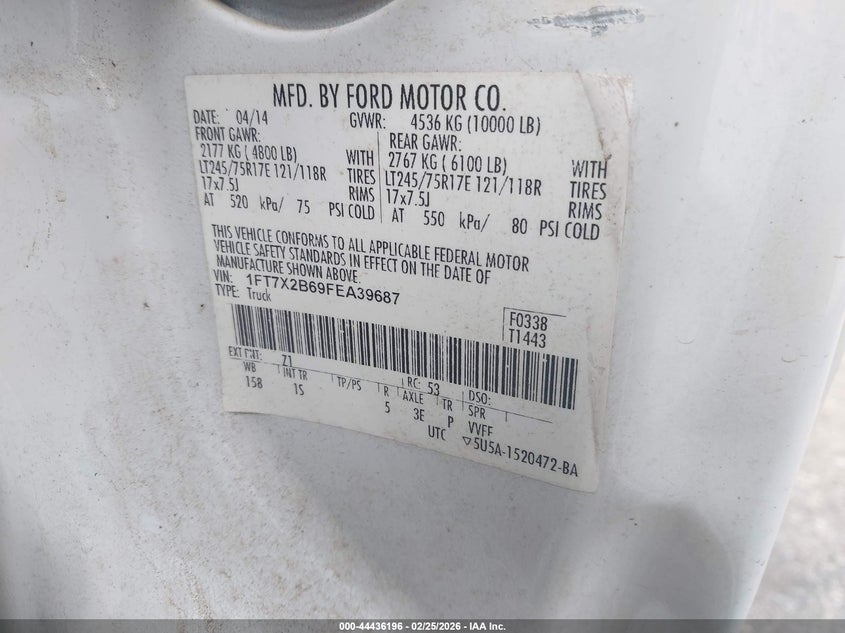 MFD. BY FORD MOTOR CO.
DATE: 04/14 GVWR: 4536 KG (10000 LB)
FRONT GAWR: REAR GAWR:
2177 KG ( 4800 LB) WITH 2767 KG ( 6100 LB) WITH
LT245/75R17E 121/118R TIRES LT245/75R17E 121/118R TIRES
17x7.5J RIMS 17x7.5J RIMS
AT 520 kPa/ 75 PSI COLD AT 550 kPa/ 80 PSI COLD
THIS VEHICLE CONFORMS TO ALL APPLICABLE FEDERAL MOTOR
VEHICLE SAFETY STANDARDS IN EFFECT ON THE DATE OF
MANUFACTURE SHOWN ABOVE.
VIN: 1FT7X2B69FEA39687
TYPE: Truck
F0338
T1443
EXT PNT: Z1 RC: 53 DSO:
WB INT TR TP/PS R AXLE TR SPR
158 1S 5 3E P VVFF
UTC ▽5U5A-1520472-BA
000-44436196 - 02/25/2026 - IAA Inc.